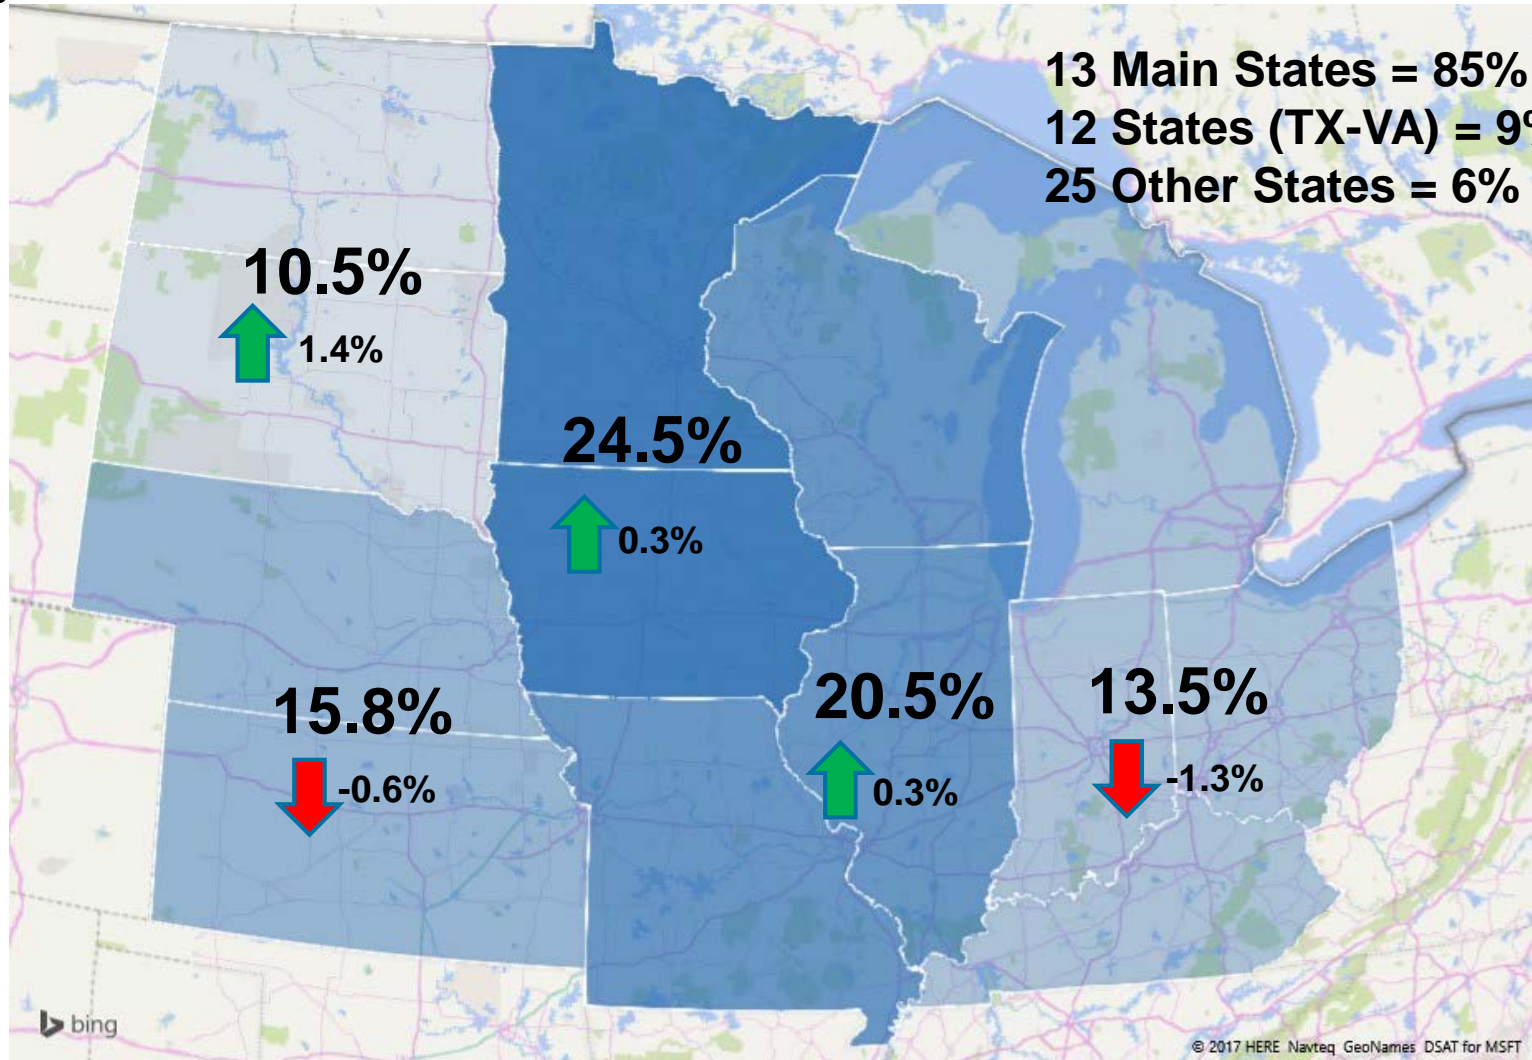 13 Main States = 85%
12 States (TX-VA) = 9%
25 Other States = 6%
10.5%
1.4%
24.5%
0.3%
15.8%
-0.6%
20.5%
0.3%
13.5%
-1.3%
bing
© 2017 HERE Navteq GeoNames DSAT for MSFT